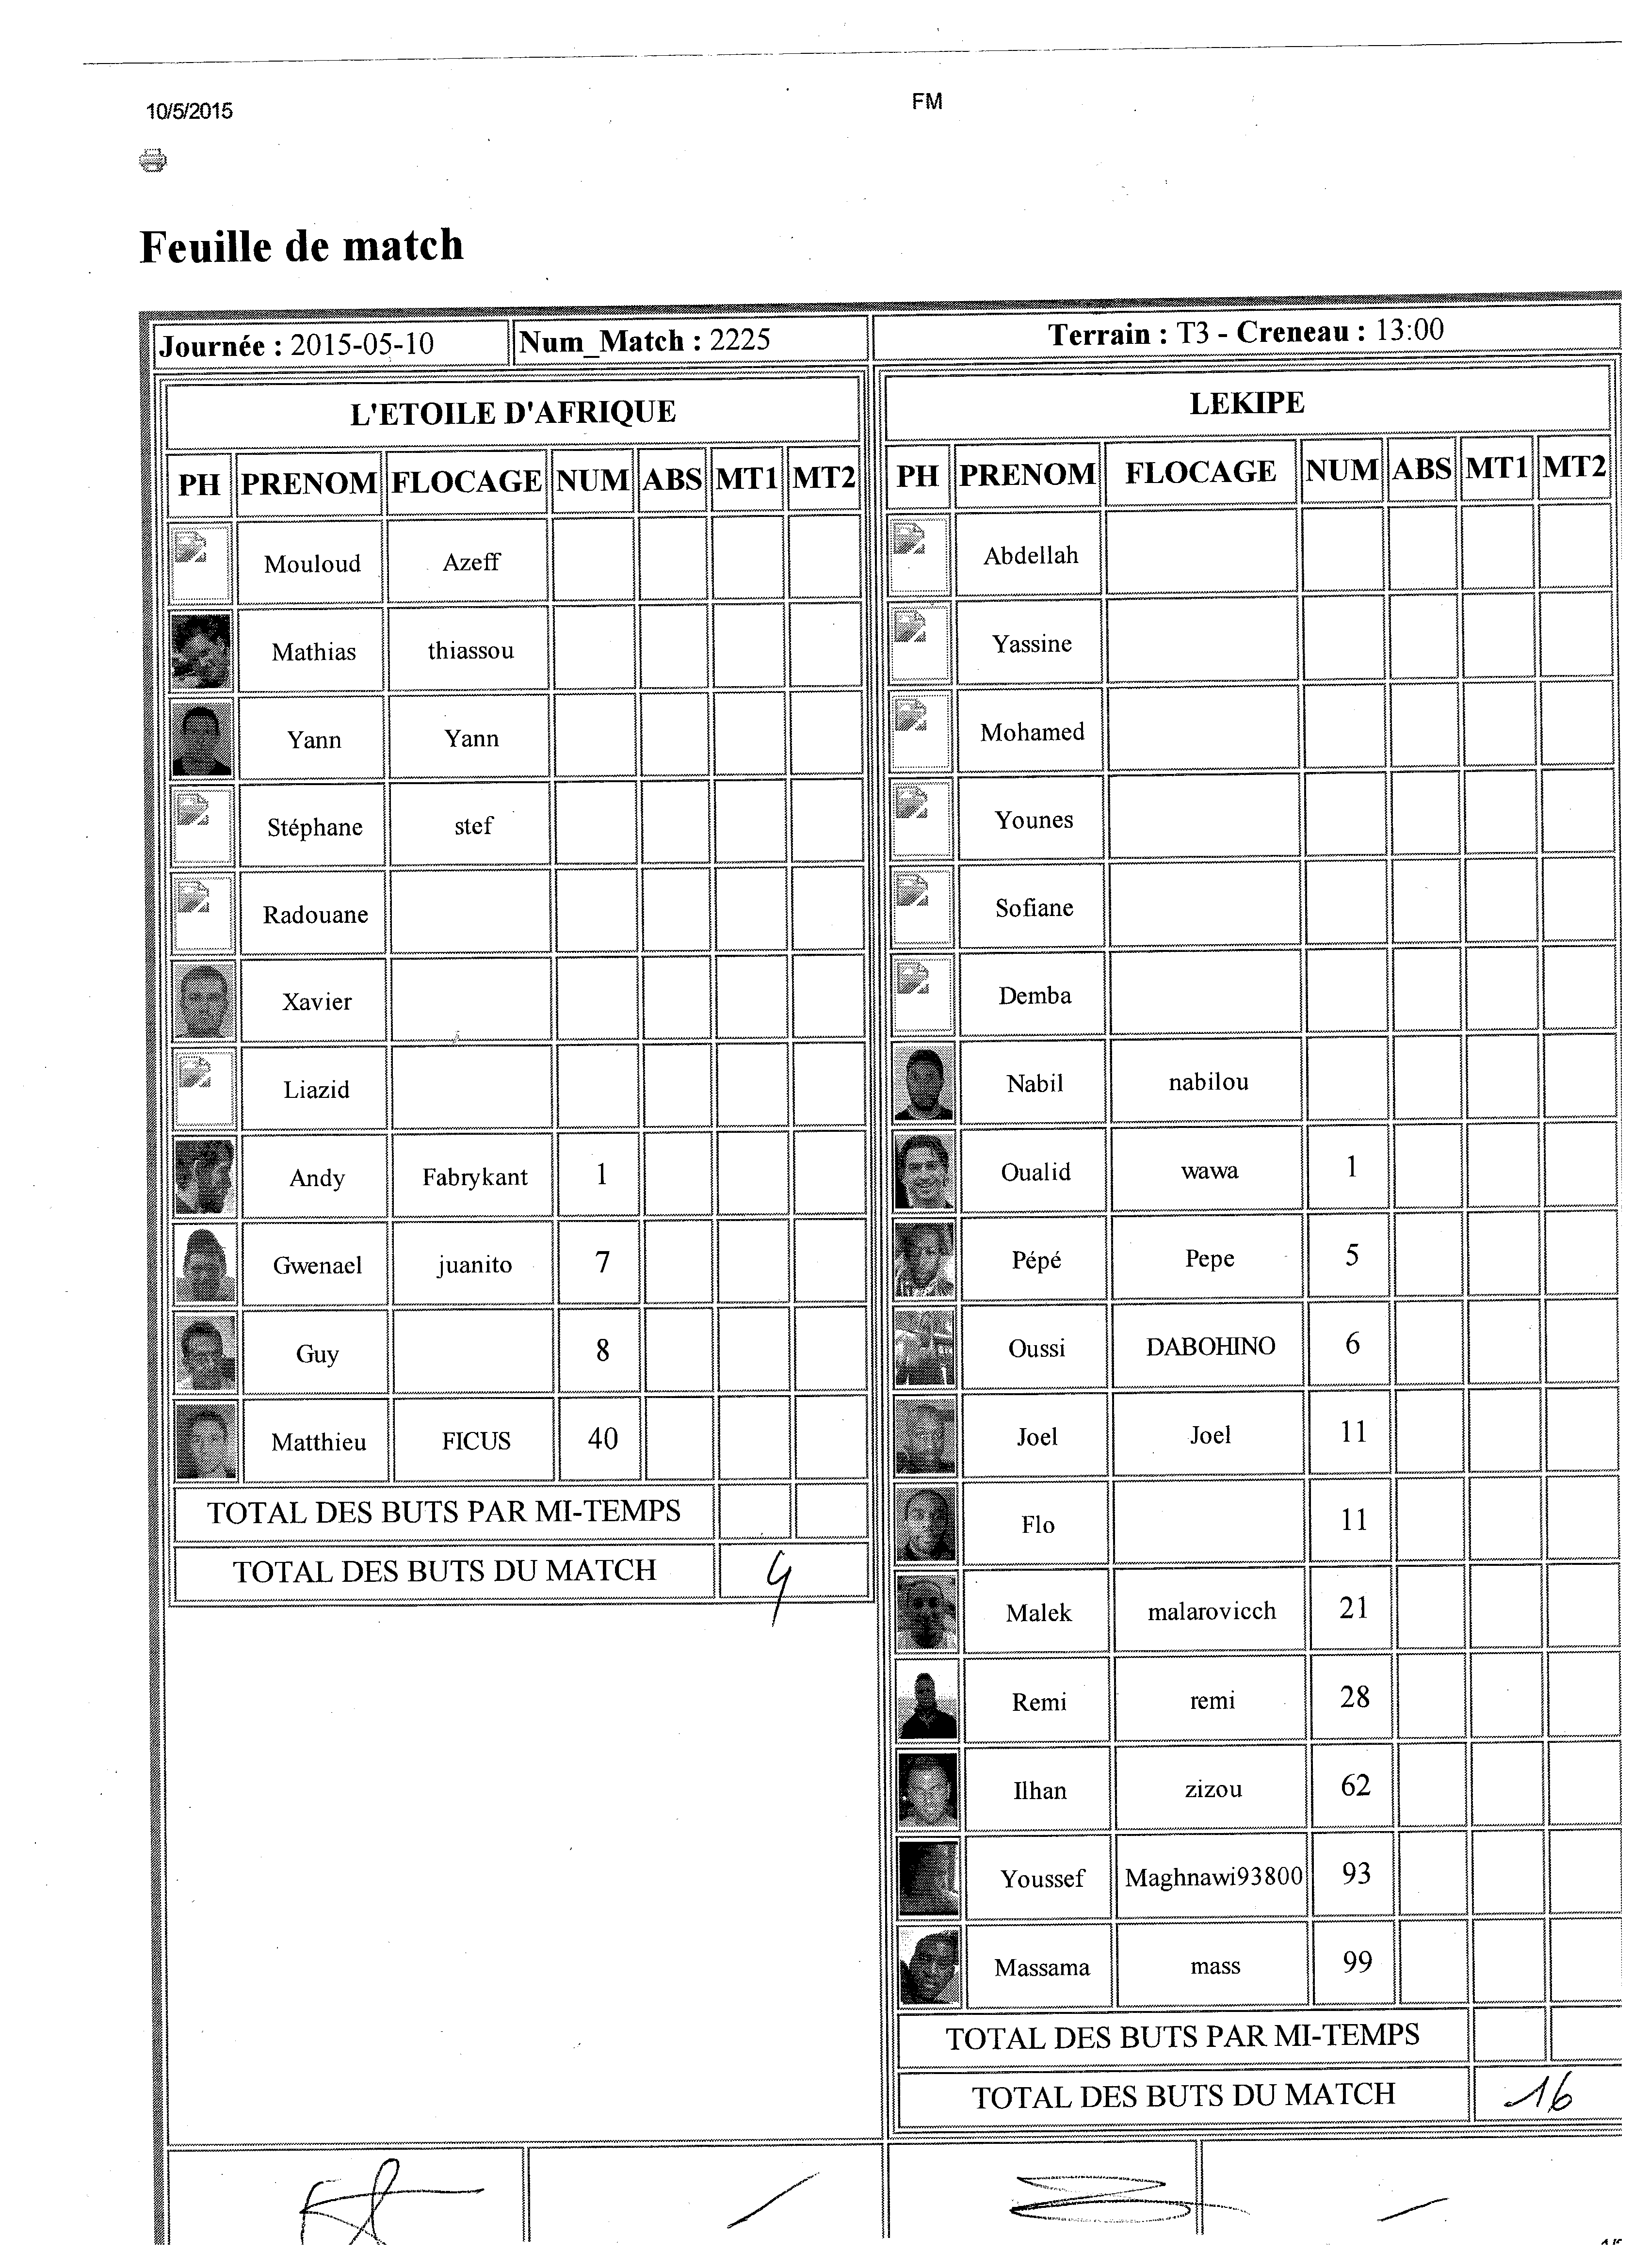 10/5/2015
FM
Feuille de match
Journée : 2015-05-10
Num_Match : 2225
Terrain : T3 - Creneau : 13:00
L'ETOILE D'AFRIQUE
PH PRENOM FLOCAGE NUM ABS MT1 MT2
Mouloud Azeff
Mathias thiassou
Yann Yann
Stéphane stef
Radouane
Xavier
Liazid
Andy Fabrykant 1
Gwenael juanito 7
Guy 8
Matthieu FICUS 40
TOTAL DES BUTS PAR MI-TEMPS
TOTAL DES BUTS DU MATCH 4
LEKIPE
PH PRENOM FLOCAGE NUM ABS MT1 MT2
Abdellah
Yassine
Mohamed
Younes
Sofiane
Demba
Nabil nabilou
Oualid wawa 1
Pépé Pepe 5
Oussi DABOHINO 6
Joel Joel 11
Flo 11
Malek malarovicch 21
Remi remi 28
Ilhan zizou 62
Youssef Maghnawi93800 93
Massama mass 99
TOTAL DES BUTS PAR MI-TEMPS
TOTAL DES BUTS DU MATCH 16